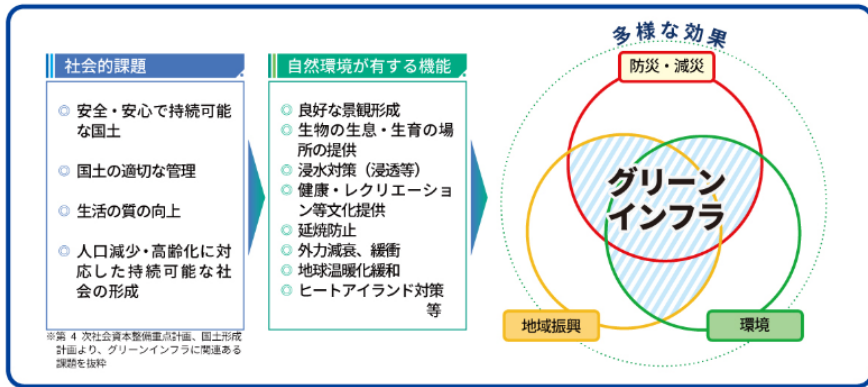 社会的課題
◎ 安全・安心で持続可能
な国土
◎ 国土の適切な管理
◎ 生活の質の向上
◎ 人口減少・高齢化に対
応した持続可能な社
会の形成
※第 4 次社会資本整備重点計画、国土形成
計画より、グリーンインフラに関連ある
課題を抜粋
自然環境が有する機能
◎ 良好な景観形成
◎ 生物の生息・生育の場
所の提供
◎ 浸水対策（浸透等）
◎ 健康・レクリエーショ
ン等文化提供
◎ 延焼防止
◎ 外力減衰、緩衝
◎ 地球温暖化緩和
◎ ヒートアイランド対策
等
多様な効果
防災・減災
グリーン
インフラ
地域振興
環境